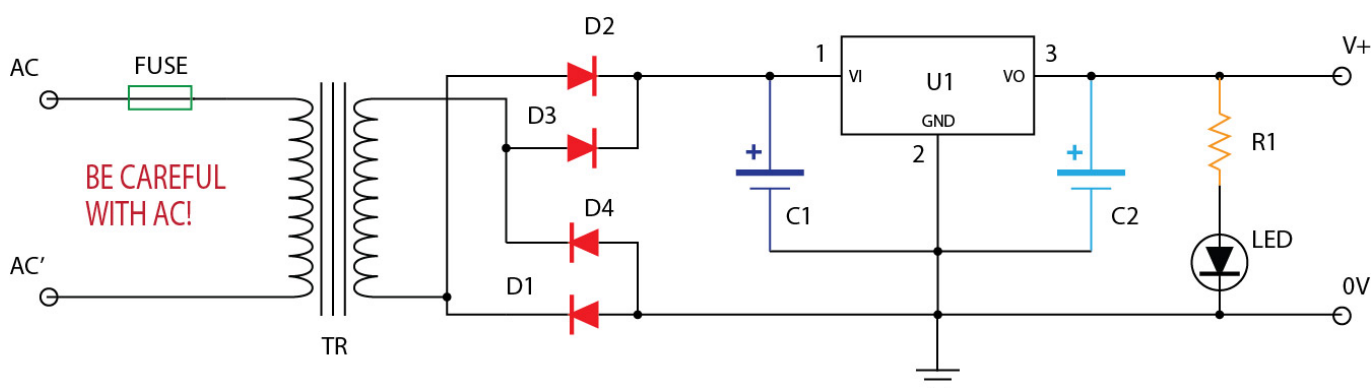 AC
FUSE
BE CAREFUL
WITH AC!
AC'
TR
D2
D3
D4
D1
1
VI
U1
VO
3
GND
2
+
C1
+
C2
V+
R1
LED
0V